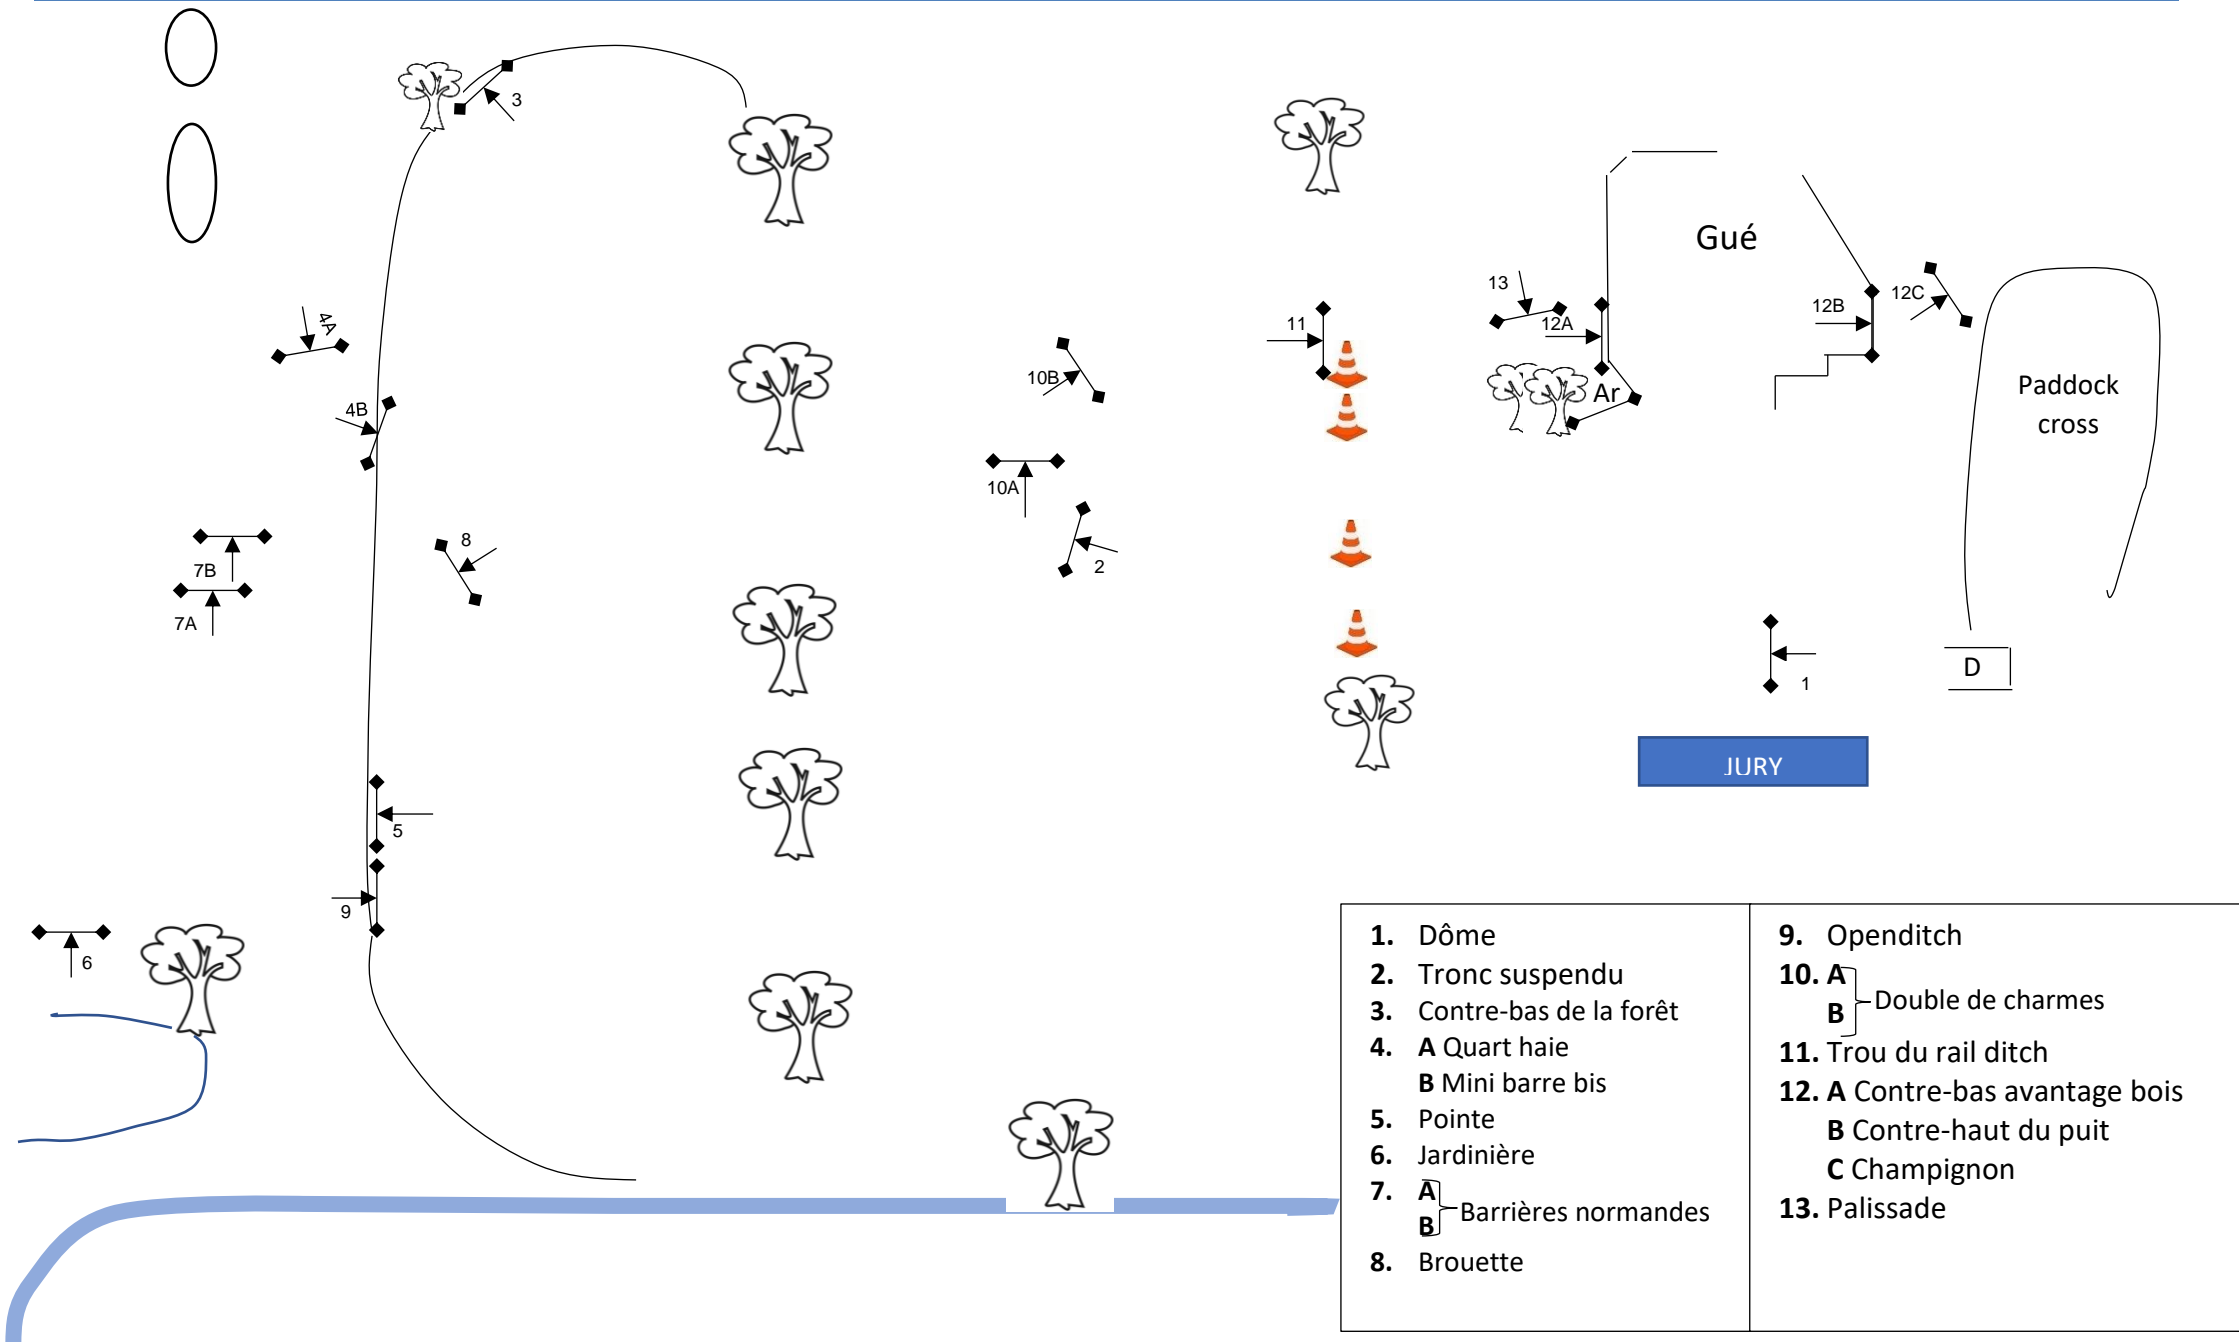 3
Gué
13
12A
12B
12C
4A
11
4B
10B
Ar
Paddock
cross
10A
8
7B
2
7A
D
1
JURY
5
9
6
1. Dôme
2. Tronc suspendu
3. Contre-bas de la forêt
4. A Quart haie
B Mini barre bis
5. Pointe
6. Jardinière
7. A
B
Barrières normandes
8. Brouette
9. Openditch
10. A
B
Double de charmes
11. Trou du rail ditch
12. A Contre-bas avantage bois
B Contre-haut du puit
C Champignon
13. Palissade